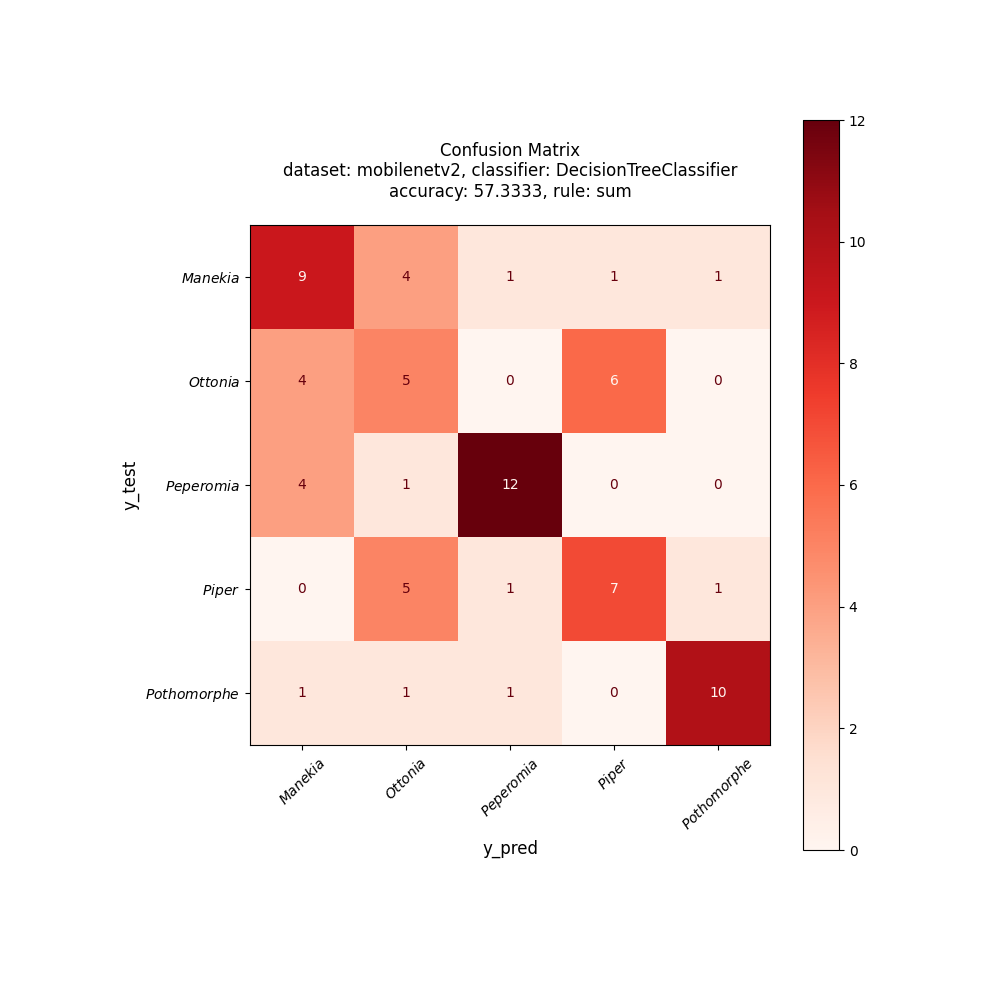 Confusion Matrix
dataset: mobilenetv2, classifier: DecisionTreeClassifier
accuracy: 57.3333, rule: sum
y_test
Manekia 9 4 1 1 1
Ottonia 4 5 0 6 0
Peperomia 4 1 12 0 0
Piper 0 5 1 7 1
Pothomorphe 1 1 1 0 10
Manekia Ottonia Peperomia Piper Pothomorphe
y_pred
12
10
8
6
4
2
0